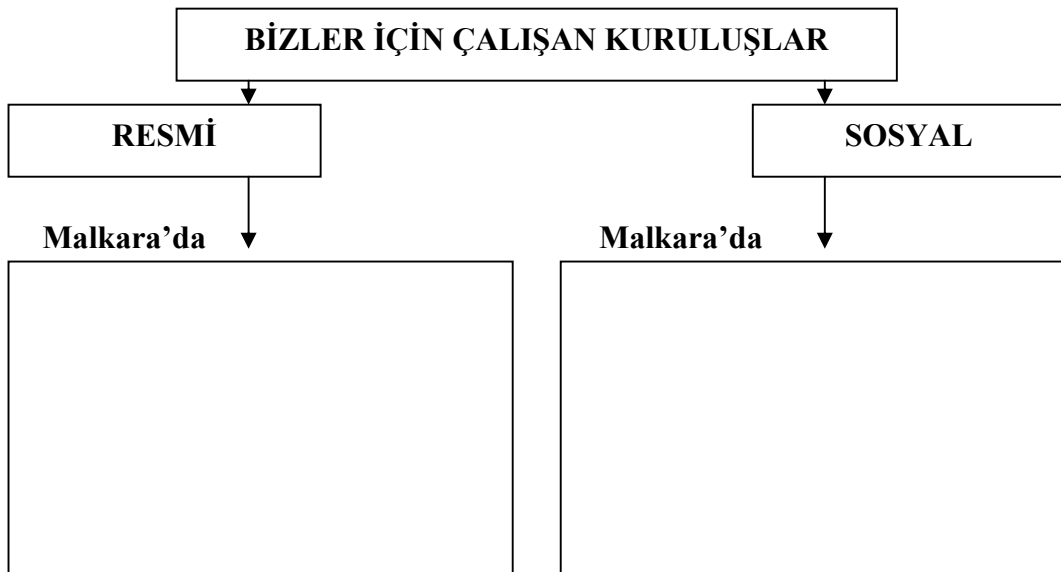 BİZLER İÇİN ÇALIŞAN KURULUŞLAR
RESMİ
SOSYAL
Malkara’da
Malkara’da